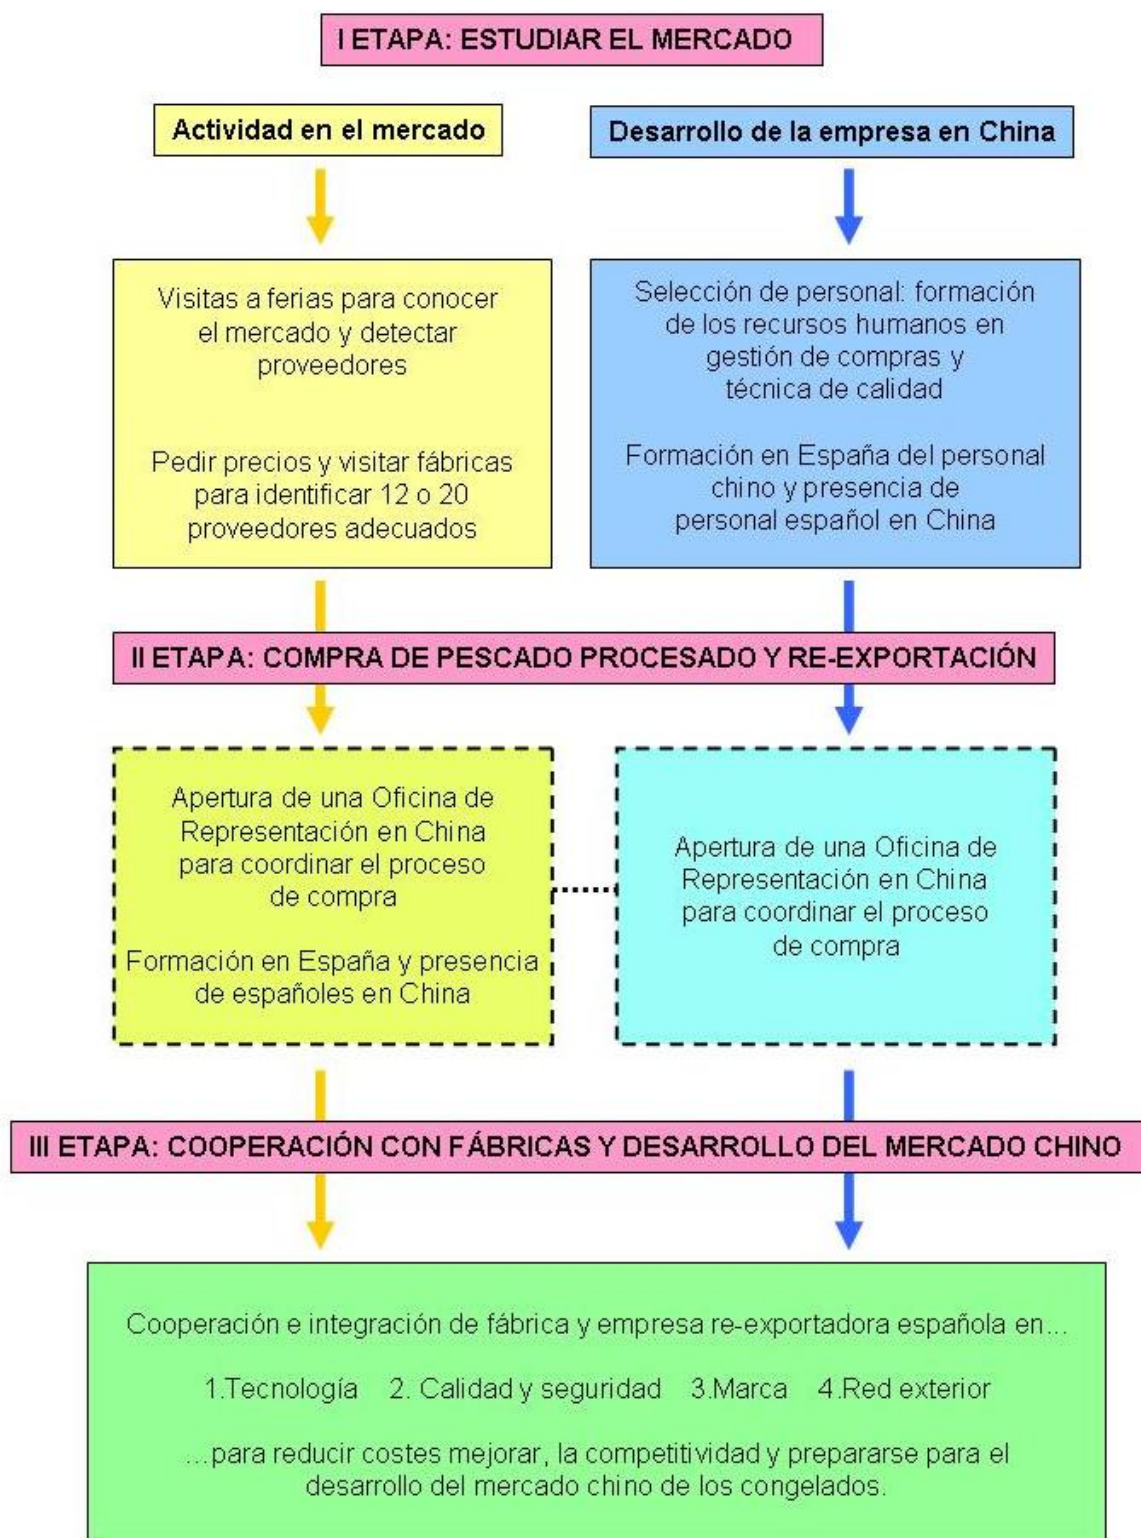 I ETAPA: ESTUDIAR EL MERCADO
Actividad en el mercado
Desarrollo de la empresa en China
Visitas a ferias para conocer
el mercado y detectar
proveedores
Pedir precios y visitar fábricas
para identificar 12 o 20
proveedores adecuados
Selección de personal: formación
de los recursos humanos en
gestión de compras y
técnica de calidad
Formación en España del personal
chino y presencia de
personal español en China
II ETAPA: COMPRA DE PESCADO PROCESADO Y RE-EXPORTACIÓN
Apertura de una Oficina de
Representación en China
para coordinar el proceso
de compra
Formación en España y presencia
de españoles en China
Apertura de una Oficina de
Representación en China
para coordinar el proceso
de compra
III ETAPA: COOPERACIÓN CON FÁBRICAS Y DESARROLLO DEL MERCADO CHINO
Cooperación e integración de fábrica y empresa re-exportadora española en...
1.Tecnología 2. Calidad y seguridad 3.Marca 4.Red exterior
...para reducir costes mejorar, la competitividad y prepararse para el
desarrollo del mercado chino de los congelados.